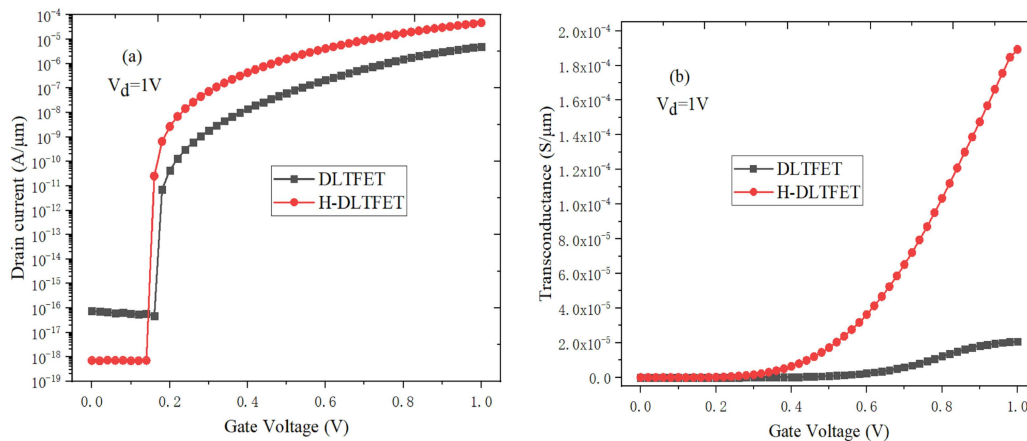 (a)
V_d=1V
Drain current (A/μm)
10⁻⁴
10⁻⁵
10⁻⁶
10⁻⁷
10⁻⁸
10⁻⁹
10⁻¹⁰
10⁻¹¹
10⁻¹²
10⁻¹³
10⁻¹⁴
10⁻¹⁵
10⁻¹⁶
10⁻¹⁷
10⁻¹⁸
10⁻¹⁹
DLTFET
H-DLTFET
0.0 0.2 0.4 0.6 0.8 1.0
Gate Voltage (V)
(b)
V_d=1V
Transconductance (S/μm)
2.0x10⁻⁴
1.8x10⁻⁴
1.6x10⁻⁴
1.4x10⁻⁴
1.2x10⁻⁴
1.0x10⁻⁴
8.0x10⁻⁵
6.0x10⁻⁵
4.0x10⁻⁵
2.0x10⁻⁵
0.0
DLTFET
H-DLTFET
0.0 0.2 0.4 0.6 0.8 1.0
Gate Voltage (V)